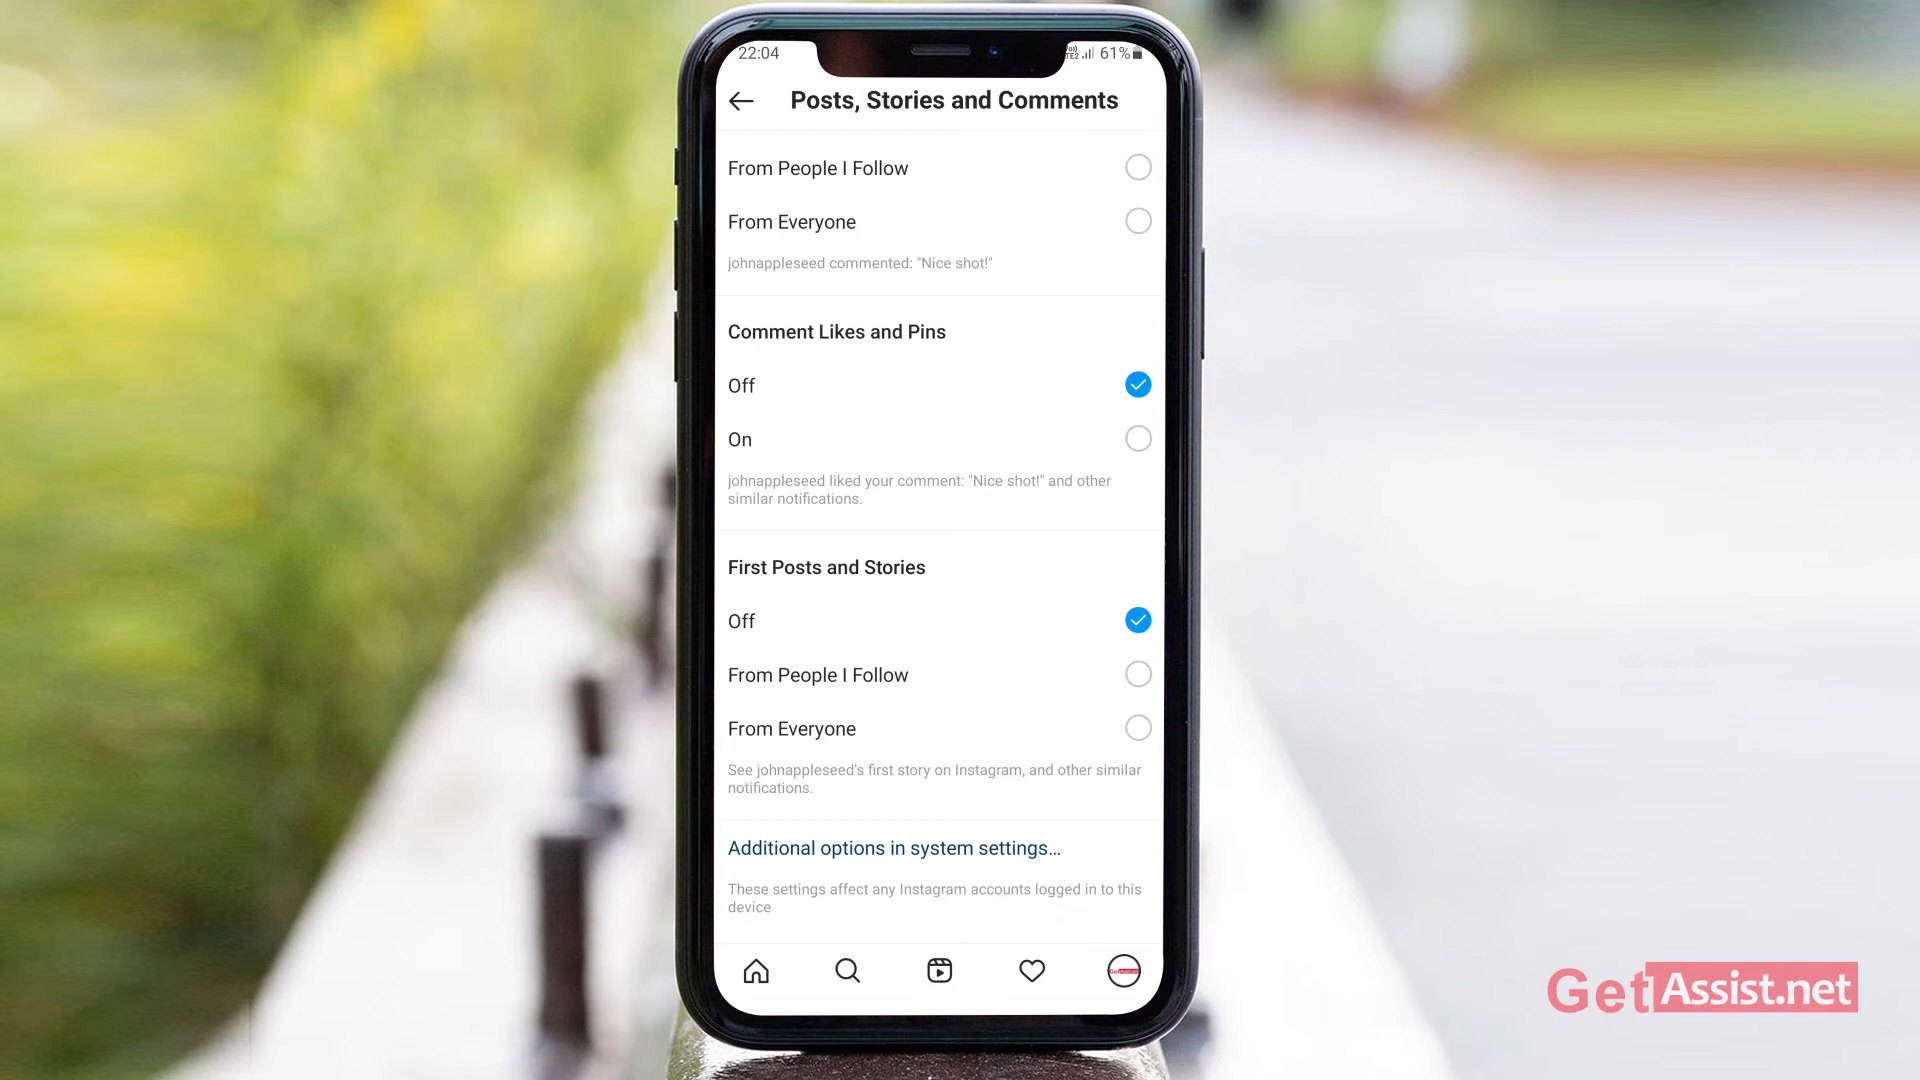 22:04
61%
Posts, Stories and Comments
From People I Follow
From Everyone
johnappleseed commented: "Nice shot!"
Comment Likes and Pins
Off
On
johnappleseed liked your comment: "Nice shot!" and other
similar notifications.
First Posts and Stories
Off
From People I Follow
From Everyone
See johnappleseed's first story on Instagram, and other similar
notifications.
Additional options in system settings...
These settings affect any Instagram accounts logged in to this
device
GetAssist.net